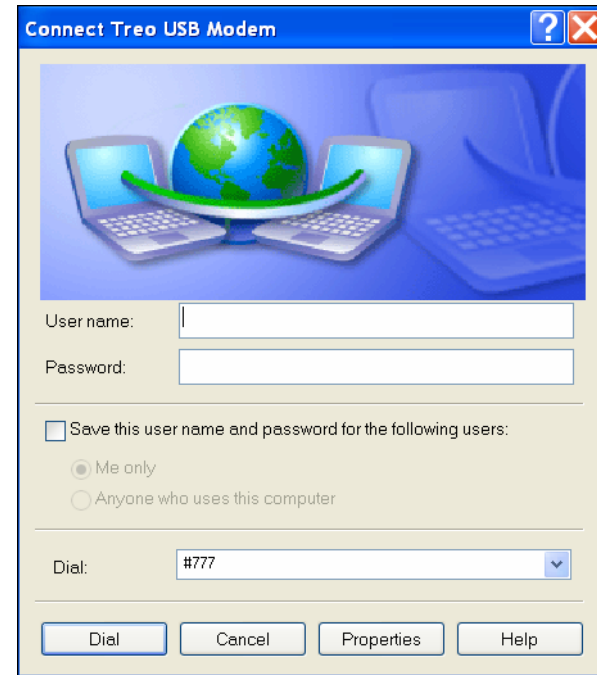 Connect Treo USB Modem
User name:
Password:
Save this user name and password for the following users:
Me only
Anyone who uses this computer
Dial: #777
Dial Cancel Properties Help